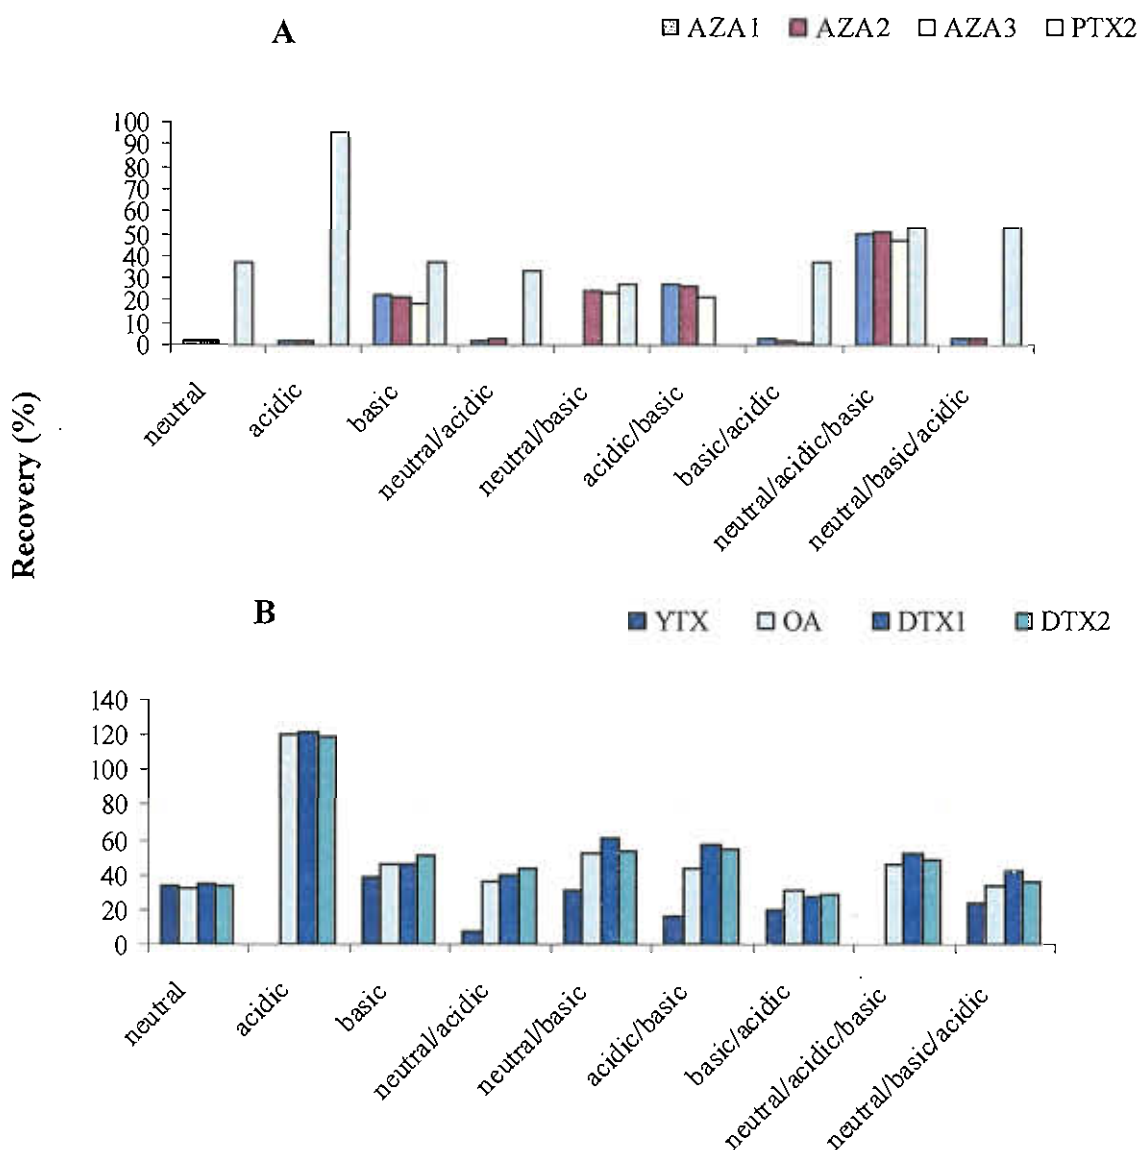 A
AZA1 AZA2 AZA3 PTX2
100
90
80
70
60
50
40
30
20
10
0
neutral
acidic
basic
neutral/acidic
neutral/basic
acidic/basic
basic/acidic
neutral/acidic/basic
neutral/basic/acidic
Recovery (%)
B
YTX OA DTX1 DTX2
140
120
100
80
60
40
20
0
neutral
acidic
basic
neutral/acidic
neutral/basic
acidic/basic
basic/acidic
neutral/acidic/basic
neutral/basic/acidic